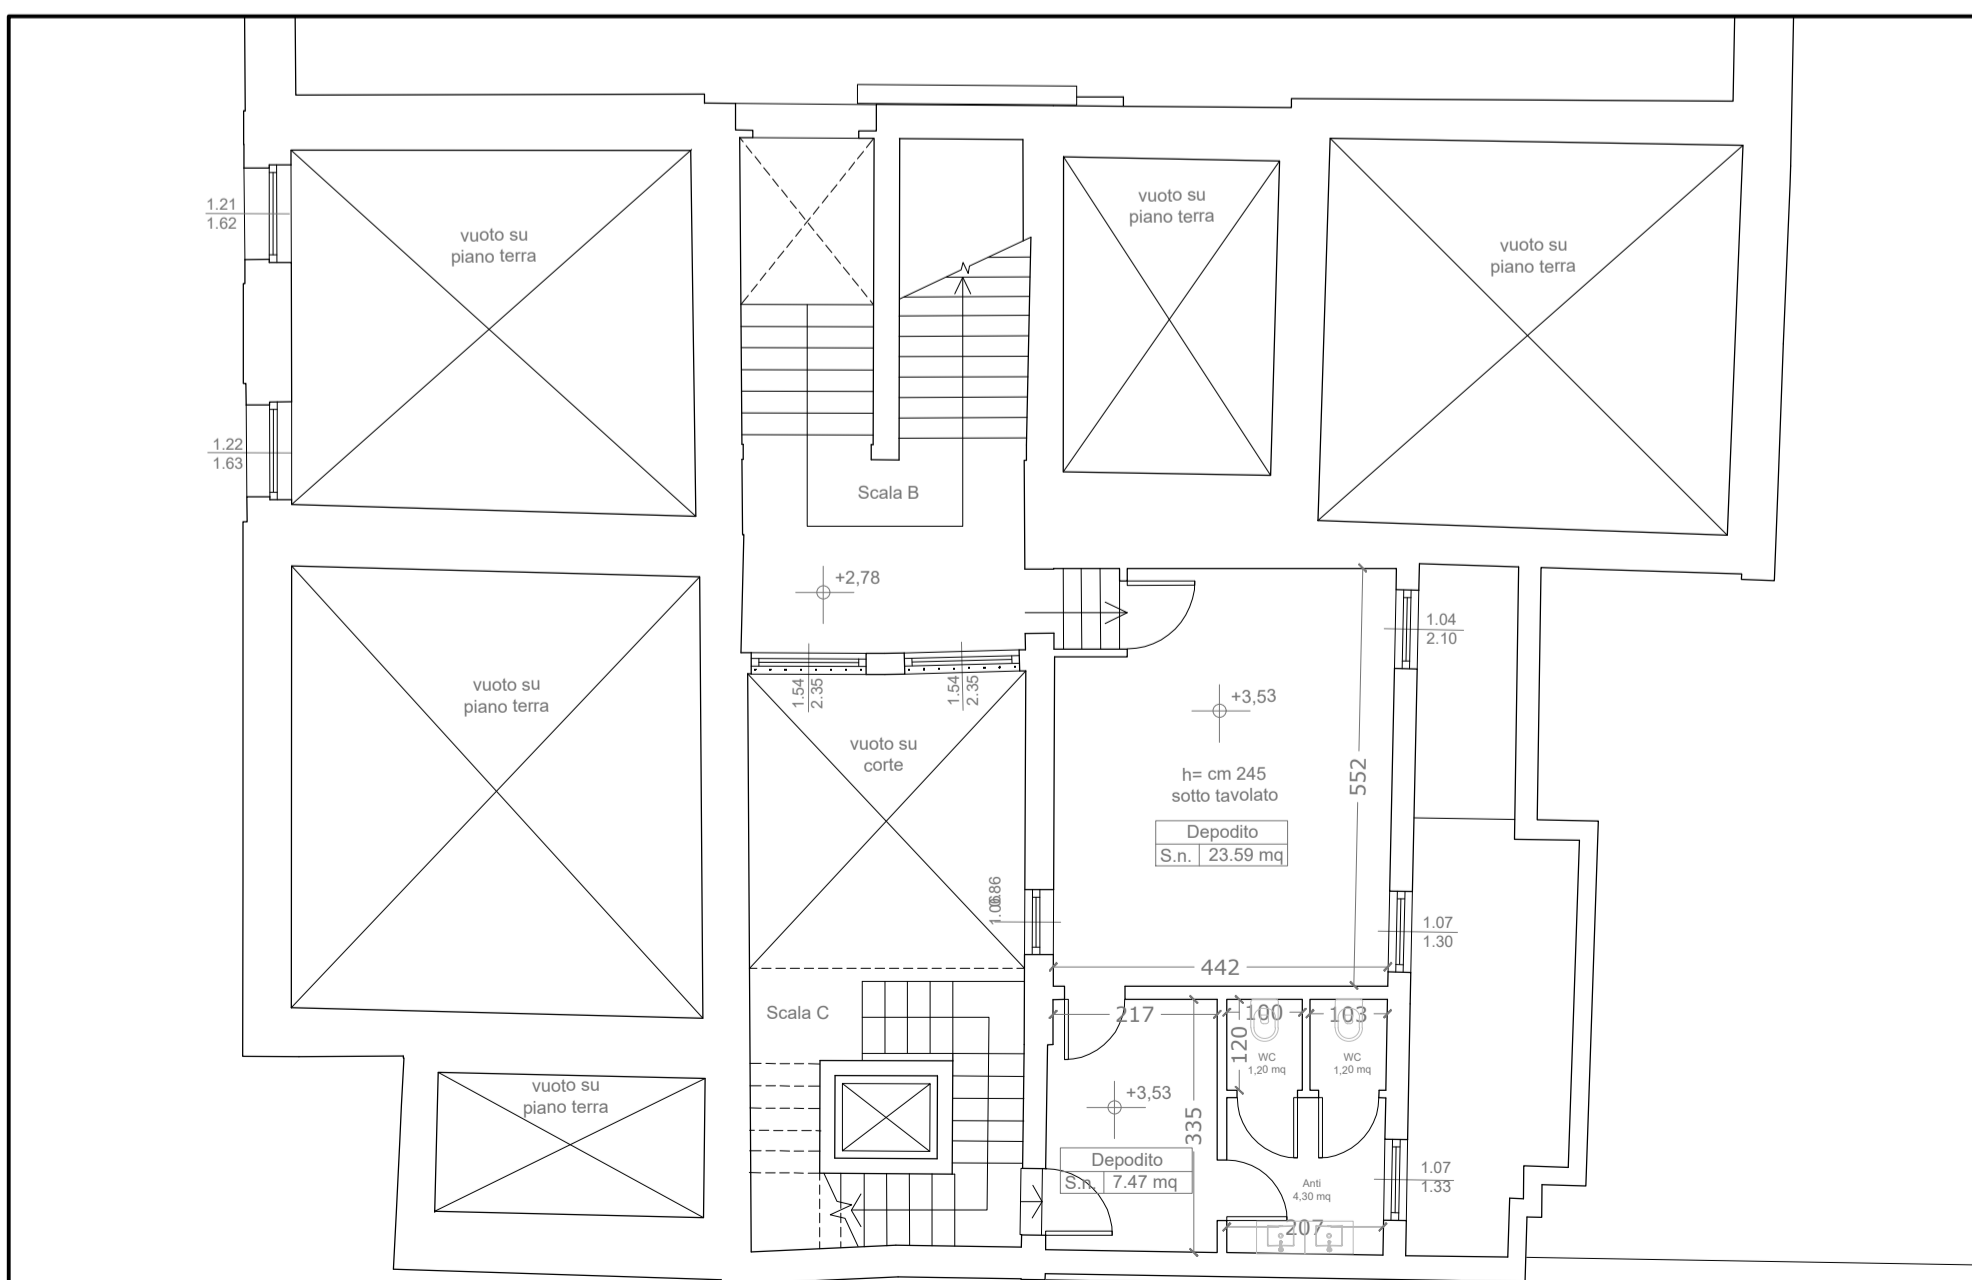 vuoto su
piano terra
1.21
1.62
vuoto su
piano terra
vuoto su
piano terra
1.22
1.63
Scala B
+2,78
1.04
2.10
vuoto su
piano terra
1.54
2.35
1.54
2.35
+3,53
vuoto su
corte
h= cm 245
sotto tavolato
552
Depodito
S.n. 23.59 mq
1.07
1.30
442
Scala C
217
100
103
120
WC
1,20 mq
WC
1,20 mq
vuoto su
piano terra
+3,53
335
Depodito
S.n. 7.47 mq
Anti
4,30 mq
1.07
1.33
207